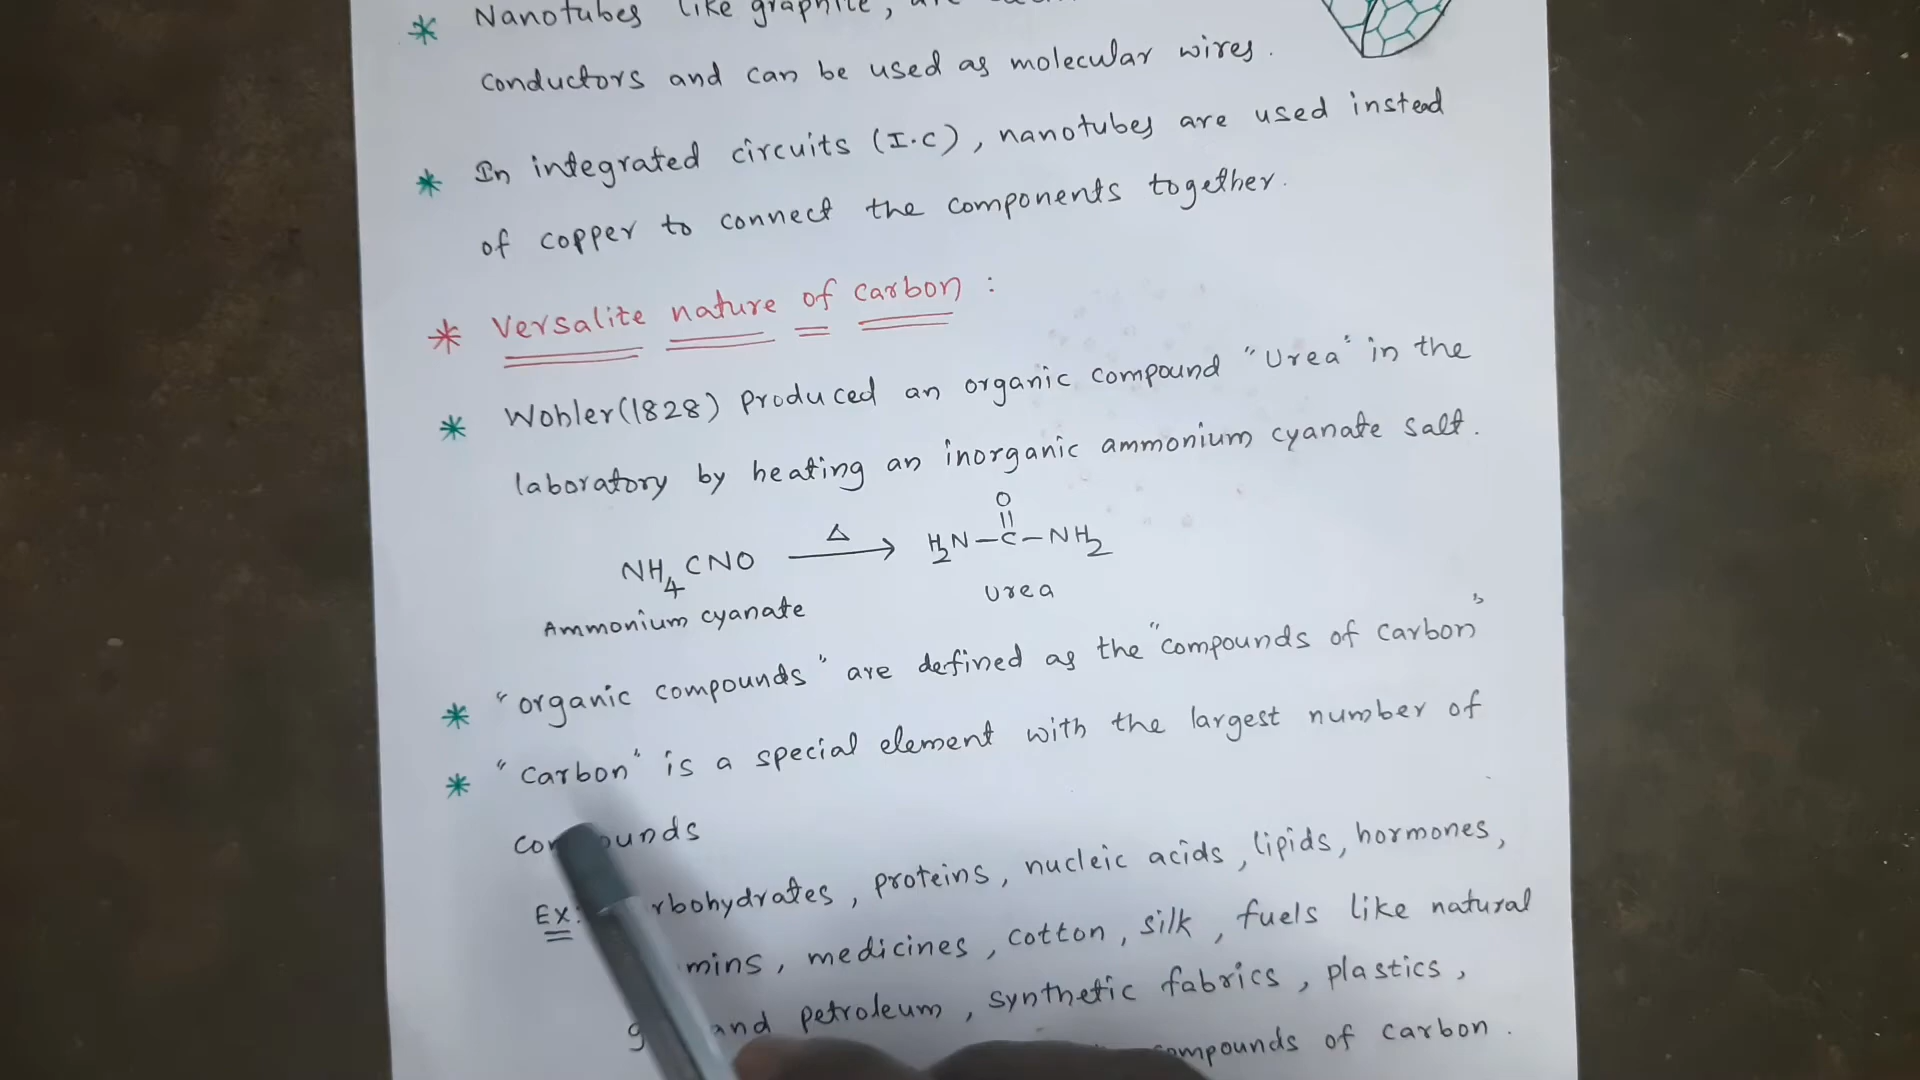 * Nanotubes like graphite, are
conductors and can be used as molecular wires.
* In integrated circuits (I.C), nanotubes are used instead
of copper to connect the components together.
* Versalite nature of carbon :
* Wohler(1828) produced an organic compound "Urea" in the
laboratory by heating an inorganic ammonium cyanate salt.
O
NH4CNO —Δ→ H2N–C–NH2
Ammonium cyanate Urea
* "organic compounds" are defined as the "compounds of carbon"
* "Carbon" is a special element with the largest number of
compounds
Ex: rbohydrates, proteins, nucleic acids, lipids, hormones,
mins, medicines, cotton, silk, fuels like natural
g and petroleum, synthetic fabrics, plastics,
ompounds of carbon.